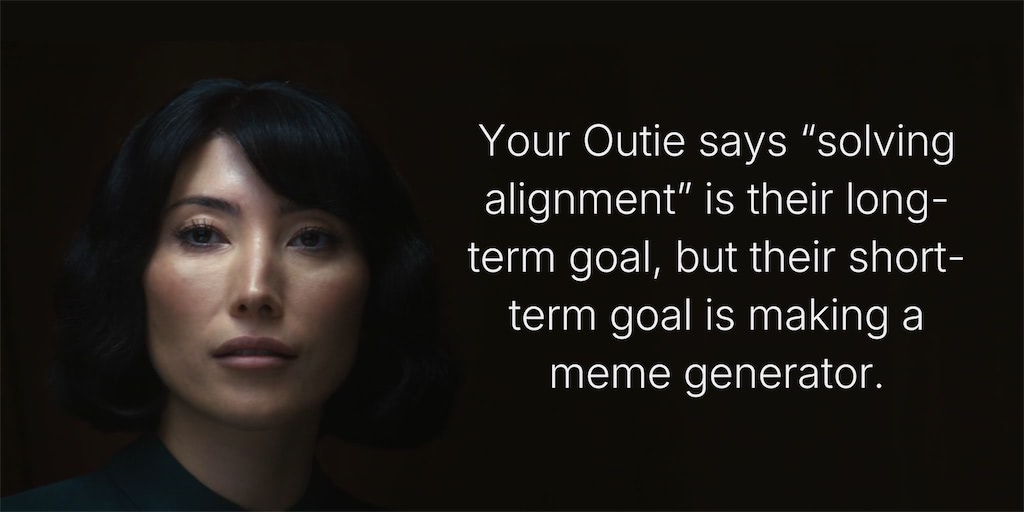 Your Outie says “solving
alignment” is their long-
term goal, but their short-
term goal is making a
meme generator.